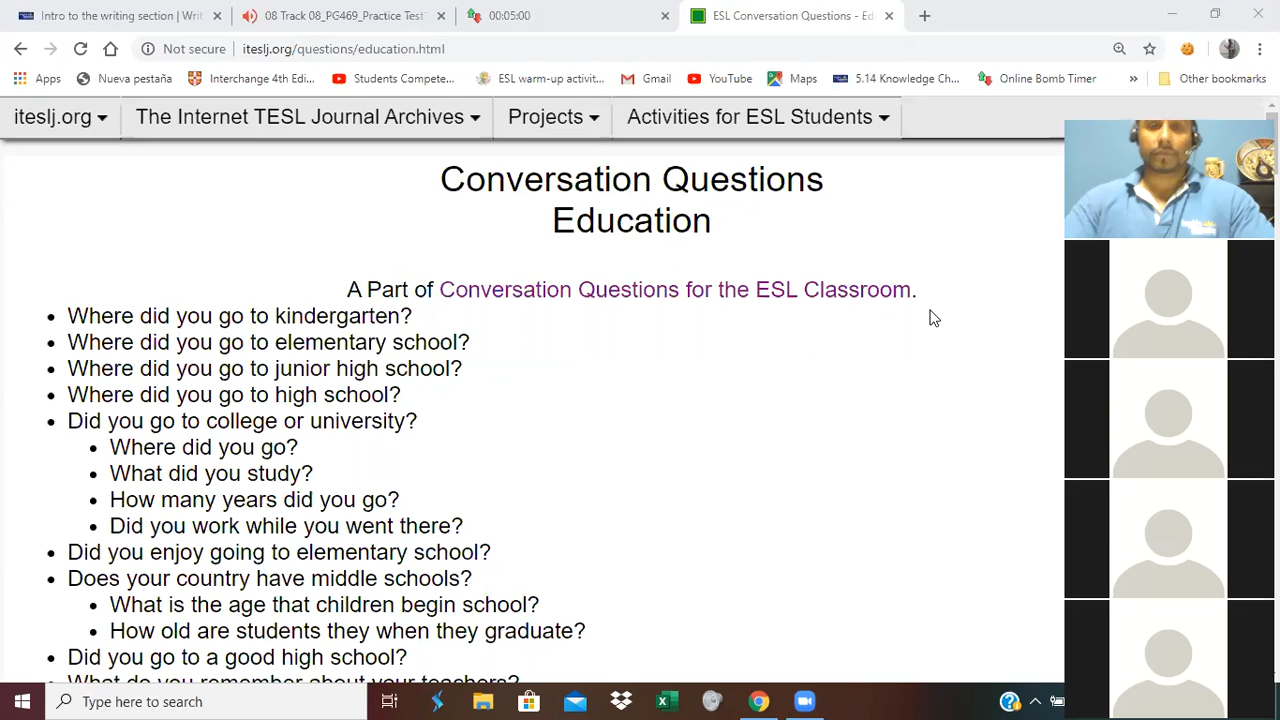 Intro to the writing section | Writ
08 Track 08_PG469_Practice Test
00:05:00
ESL Conversation Questions - Ed
Not secure
iteslj.org/questions/education.html
Apps
Nueva pestaña
Interchange 4th Edi...
Students Compete...
ESL warm-up activit...
Gmail
YouTube
Maps
5.14 Knowledge Ch...
Online Bomb Timer
»
Other bookmarks
iteslj.org
The Internet TESL Journal Archives
Projects
Activities for ESL Students
Conversation Questions
Education
A Part of Conversation Questions for the ESL Classroom.
• Where did you go to kindergarten?
• Where did you go to elementary school?
• Where did you go to junior high school?
• Where did you go to high school?
• Did you go to college or university?
• Where did you go?
• What did you study?
• How many years did you go?
• Did you work while you went there?
• Did you enjoy going to elementary school?
• Does your country have middle schools?
• What is the age that children begin school?
• How old are students they when they graduate?
• Did you go to a good high school?
What do you remember about your teachers?
Type here to search